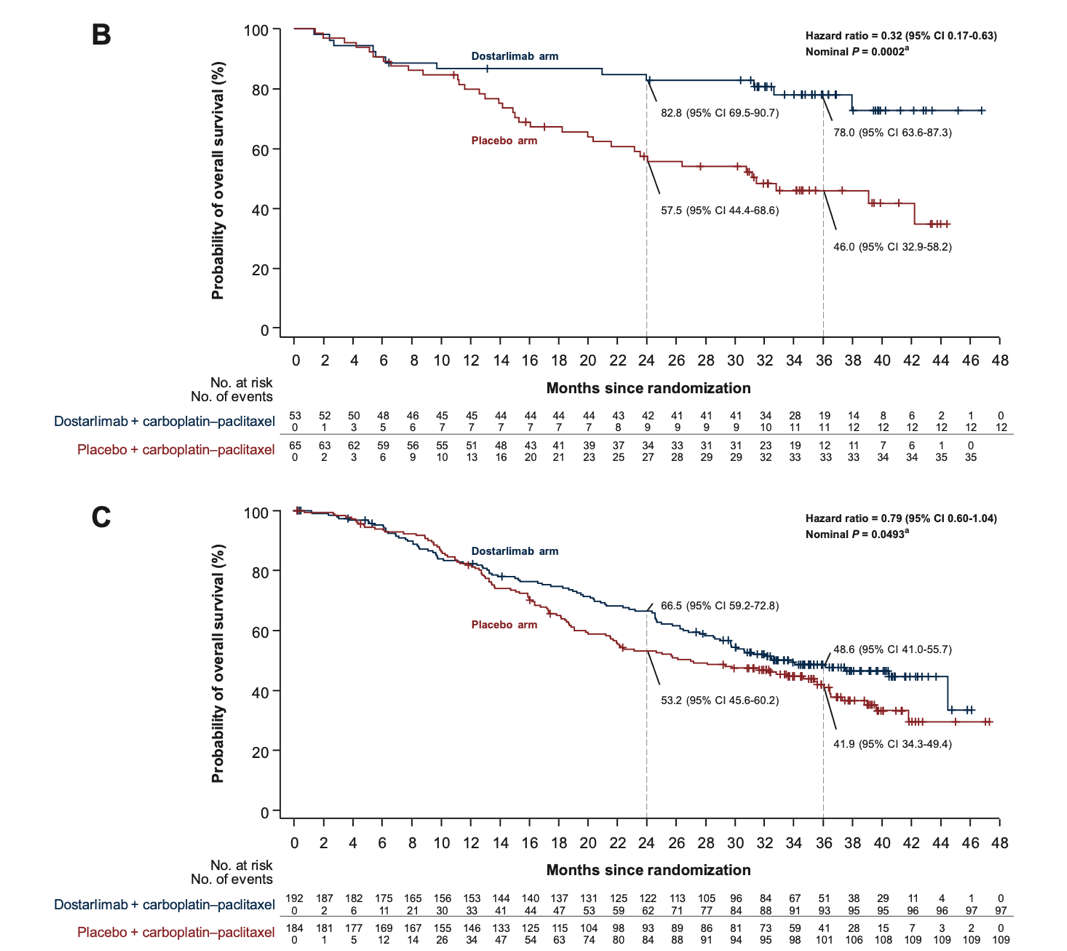 B
Hazard ratio = 0.32 (95% CI 0.17-0.63)
Nominal P = 0.0002a
Probability of overall survival (%)
100
80
60
40
20
0
Dostarlimab arm
Placebo arm
82.8 (95% CI 69.5-90.7)
78.0 (95% CI 63.6-87.3)
57.5 (95% CI 44.4-68.6)
46.0 (95% CI 32.9-58.2)
0 2 4 6 8 10 12 14 16 18 20 22 24 26 28 30 32 34 36 38 40 42 44 46 48
Months since randomization
No. at risk
No. of events
Dostarlimab + carboplatin–paclitaxel
53 52 50 48 46 45 45 44 44 44 44 43 42 41 41 41 34 28 19 14 8 6 2 1 0
0 1 3 5 6 7 7 7 7 7 7 8 9 9 9 9 10 11 11 12 12 12 12 12 12
Placebo + carboplatin–paclitaxel
65 63 62 59 56 55 51 48 43 41 39 37 34 33 31 31 23 19 12 11 7 6 1 0
0 2 3 6 9 10 13 16 20 21 23 25 27 28 29 29 32 33 33 33 34 34 35 35
C
Hazard ratio = 0.79 (95% CI 0.60-1.04)
Nominal P = 0.0493a
Probability of overall survival (%)
100
80
60
40
20
0
Dostarlimab arm
Placebo arm
66.5 (95% CI 59.2-72.8)
48.6 (95% CI 41.0-55.7)
53.2 (95% CI 45.6-60.2)
41.9 (95% CI 34.3-49.4)
0 2 4 6 8 10 12 14 16 18 20 22 24 26 28 30 32 34 36 38 40 42 44 46 48
Months since randomization
No. at risk
No. of events
Dostarlimab + carboplatin–paclitaxel
192 187 182 175 165 156 153 144 140 137 131 125 122 113 105 96 84 67 51 38 29 11 4 1 0
0 2 6 11 21 30 33 41 44 47 53 59 62 71 77 84 88 91 93 95 95 96 96 97 97
Placebo + carboplatin–paclitaxel
184 181 177 169 167 155 146 133 125 115 104 98 93 89 86 81 73 59 41 28 15 7 3 2 0
0 1 5 12 14 26 34 47 54 63 74 80 84 88 91 94 95 98 101 106 108 109 109 109 109